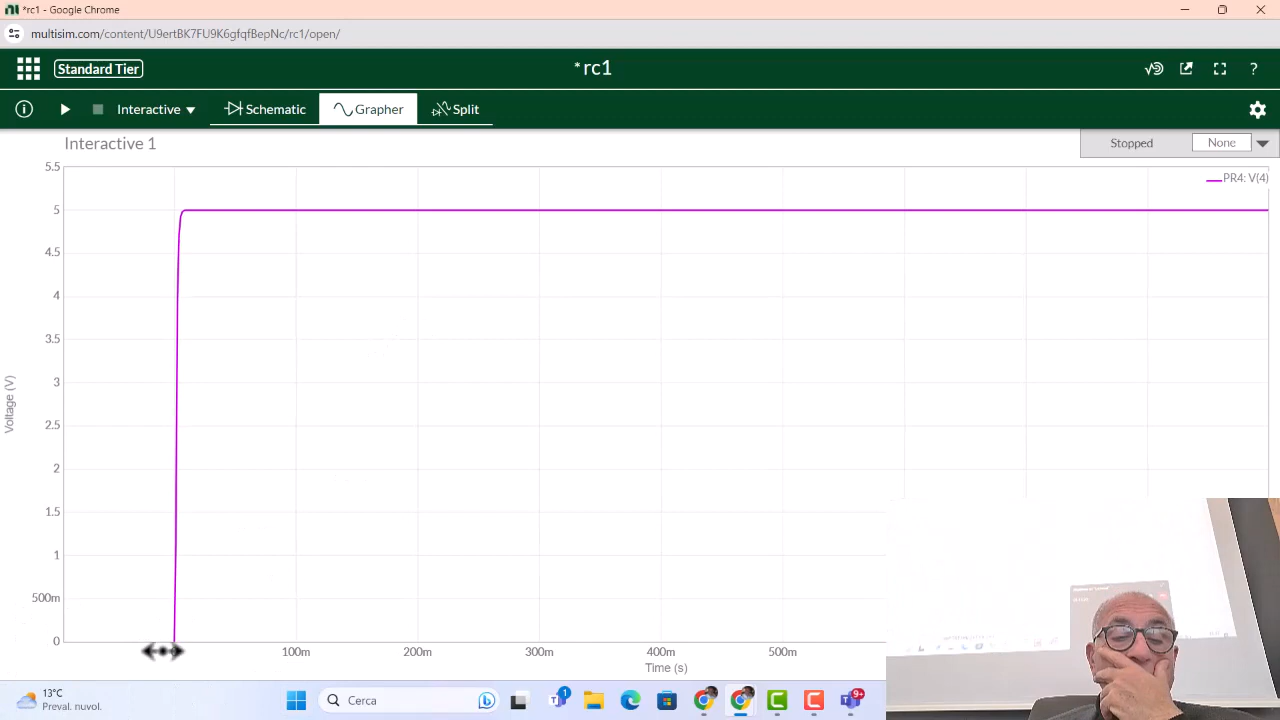 *rc1 - Google Chrome
multisim.com/content/U9ertBK7FU9K6gfqfBepNc/rc1/open/
Standard Tier
*rc1
?
Interactive
Schematic
Grapher
Split
Interactive 1
Stopped
None
PR4: V(4)
5.5
5
4.5
4
3.5
3
2.5
2
1.5
1
500m
0
Voltage (V)
100m
200m
300m
400m
500m
Time (s)
13°C
Preval. nuvol.
Cerca
1
9+